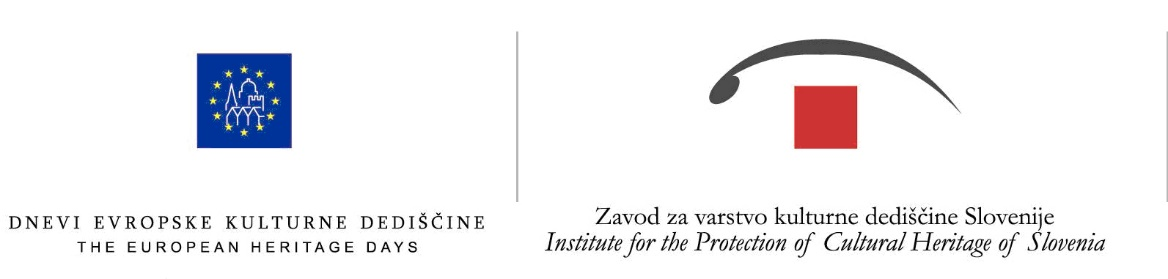 DNEVI EVROPSKE KULTURNE DEDIŠČINE
THE EUROPEAN HERITAGE DAYS
Zavod za varstvo kulturne dediščine Slovenije
Institute for the Protection of Cultural Heritage of Slovenia